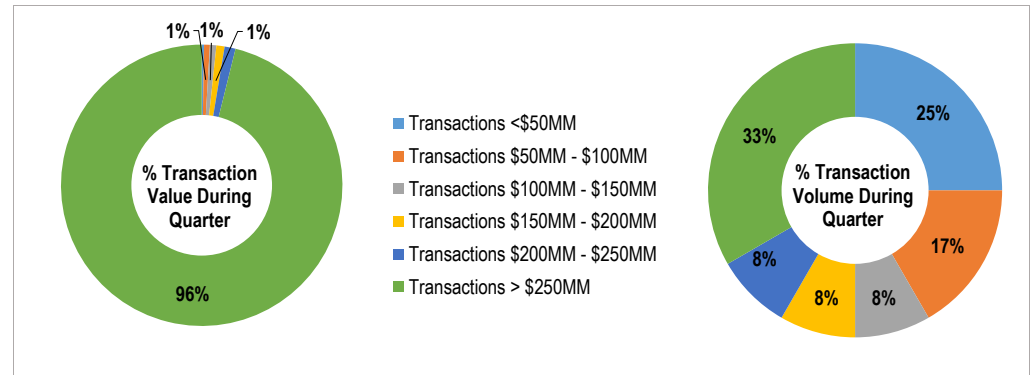 1%
1%
1%
% Transaction
Value During
Quarter
96%
Transactions <$50MM
Transactions $50MM - $100MM
Transactions $100MM - $150MM
Transactions $150MM - $200MM
Transactions $200MM - $250MM
Transactions > $250MM
25%
33%
% Transaction
Volume During
Quarter
17%
8%
8%
8%